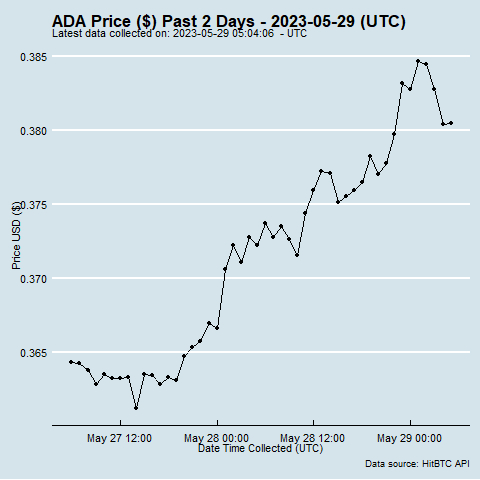 ADA Price ($) Past 2 Days - 2023-05-29 (UTC)
Latest data collected on: 2023-05-29 05:04:06  - UTC
0.385
0.380
0.375
0.370
0.365
Price USD ($)
May 27 12:00 May 28 00:00 May 28 12:00 May 29 00:00
Date Time Collected (UTC)
Data source: HitBTC API